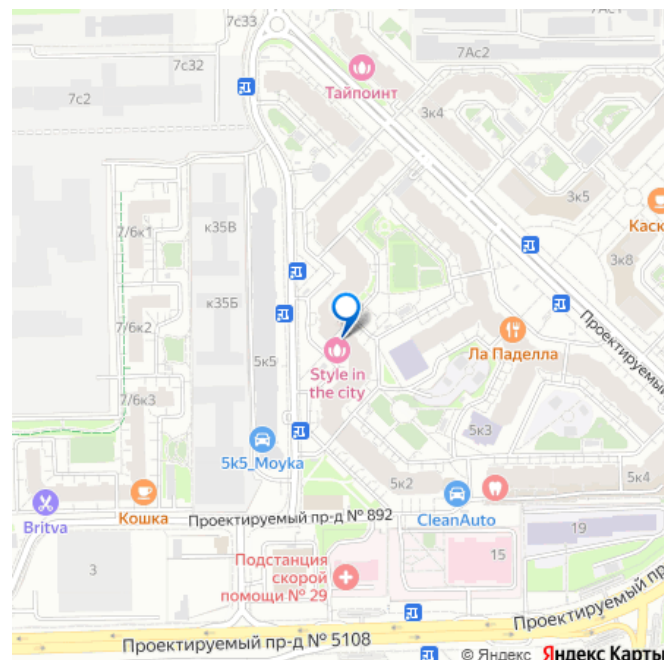 7с33
7с32
7с2
7Ас2
Тайпоинт
3к4
3к5
Каск
3к8
7/6к1
к35В
7/6к2
к35Б
5к5
Style in
the city
Ла Паделла
Проектируемый
7/6к3
5к3
5k5_Moyka
5к2
5к4
Britva
Кошка
Проектируемый пр-д № 892
CleanAuto
19
15
3
Подстанция
скорой
помощи № 29
Проектируемый пр
Проектируемый пр-д № 5108
© Яндекс Яндекс Карты